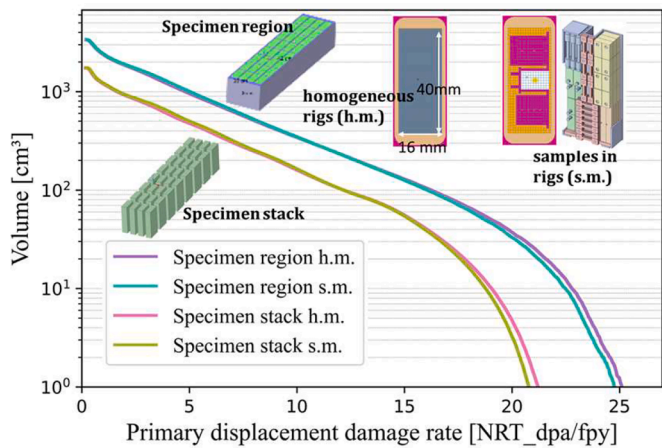 Specimen region
homogeneous
rigs (h.m.)
40mm
16 mm
samples in
rigs (s.m.)
Specimen stack
Specimen region h.m.
Specimen region s.m.
Specimen stack h.m.
Specimen stack s.m.
Volume [cm³]
10³
10²
10¹
10⁰
0 5 10 15 20 25
Primary displacement damage rate [NRT_dpa/fpy]